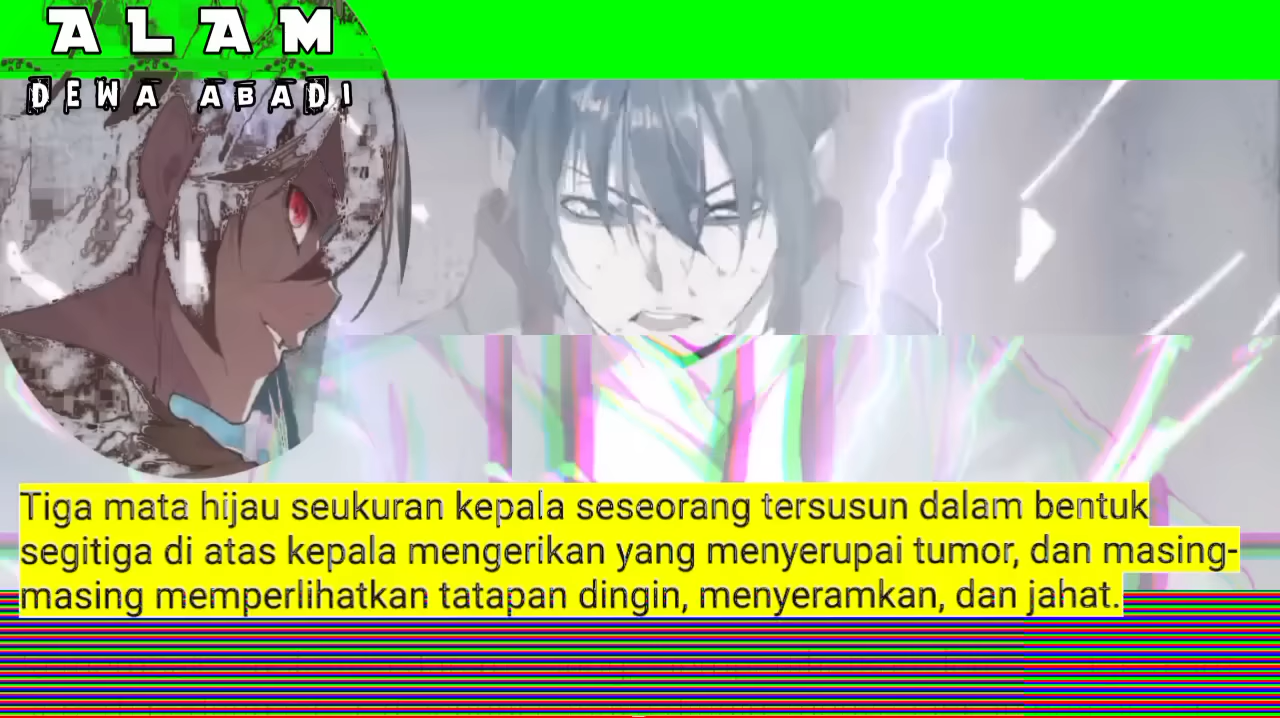 ALAM
DEWA ABADI
Tiga mata hijau seukuran kepala seseorang tersusun dalam bentuk
segitiga di atas kepala mengerikan yang menyerupai tumor, dan masing-
masing memperlihatkan tatapan dingin, menyeramkan, dan jahat.